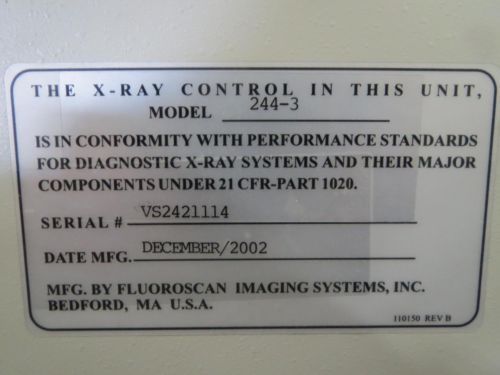 THE X-RAY CONTROL IN THIS UNIT,
MODEL 244-3
IS IN CONFORMITY WITH PERFORMANCE STANDARDS
FOR DIAGNOSTIC X-RAY SYSTEMS AND THEIR MAJOR
COMPONENTS UNDER 21 CFR-PART 1020.
SERIAL # VS2421114
DATE MFG. DECEMBER/2002
MFG. BY FLUOROSCAN IMAGING SYSTEMS, INC.
BEDFORD, MA U.S.A.
110150 REV B